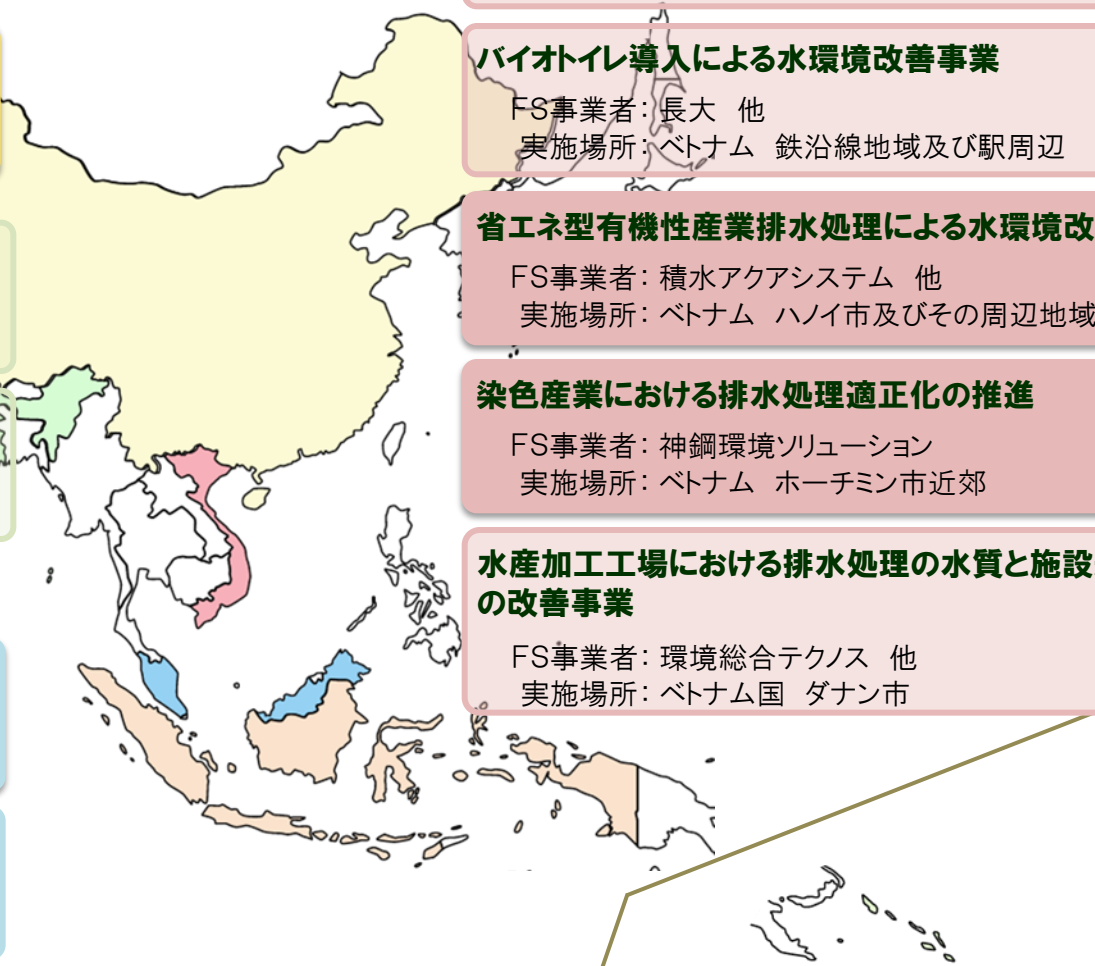 バイオトイレ導入による水環境改善事業
FS事業者：長大 他
実施場所：ベトナム 鉄沿線地域及び駅周辺
省エネ型有機性産業排水処理による水環境改
FS事業者：積水アクアシステム 他
実施場所：ベトナム ハノイ市及びその周辺地域
染色産業における排水処理適正化の推進
FS事業者：神鋼環境ソリューション
実施場所：ベトナム ホーチミン市近郊
水産加工工場における排水処理の水質と施設
の改善事業
FS事業者：環境総合テクノス 他
実施場所：ベトナム国 ダナン市